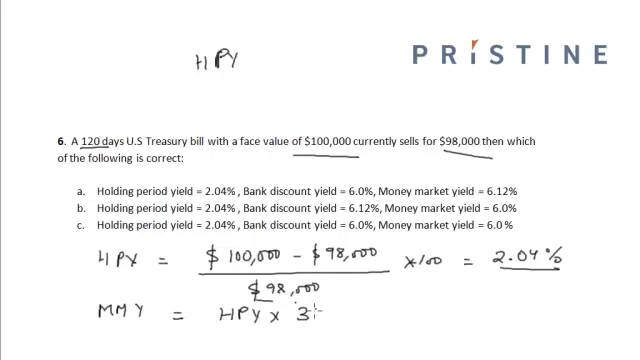 HPY
PRISTINE
6. A 120 days U.S Treasury bill with a face value of $100,000 currently sells for $98,000 then which
of the following is correct:
a. Holding period yield = 2.04% , Bank discount yield = 6.0%, Money market yield = 6.12%
b. Holding period yield = 2.04% , Bank discount yield = 6.12%, Money market yield = 6.0%
c. Holding period yield = 2.04% , Bank discount yield = 6.0%, Money market yield = 6.0 %
HPY = $ 100,000 - $ 98,000 × 100 = 2.04 %
$ 98,000
MMY = HPY × 3